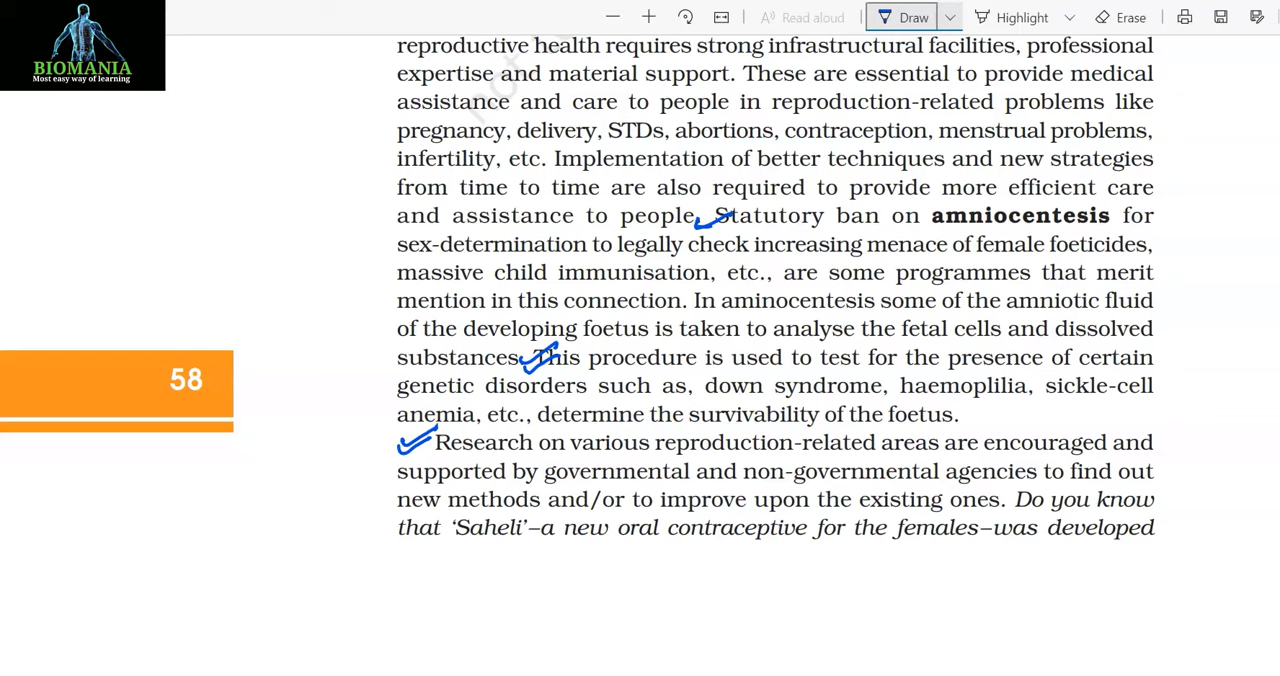 BIOMANIA
Most easy way of learning
Read aloud
Draw
Highlight
Erase
reproductive health requires strong infrastructural facilities, professional
expertise and material support. These are essential to provide medical
assistance and care to people in reproduction-related problems like
pregnancy, delivery, STDs, abortions, contraception, menstrual problems,
infertility, etc. Implementation of better techniques and new strategies
from time to time are also required to provide more efficient care
and assistance to people. Statutory ban on amniocentesis for
sex-determination to legally check increasing menace of female foeticides,
massive child immunisation, etc., are some programmes that merit
mention in this connection. In aminocentesis some of the amniotic fluid
of the developing foetus is taken to analyse the fetal cells and dissolved
substances. This procedure is used to test for the presence of certain
genetic disorders such as, down syndrome, haemoplilia, sickle-cell
anemia, etc., determine the survivability of the foetus.
Research on various reproduction-related areas are encouraged and
supported by governmental and non-governmental agencies to find out
new methods and/or to improve upon the existing ones. Do you know
that ‘Saheli’–a new oral contraceptive for the females–was developed
58